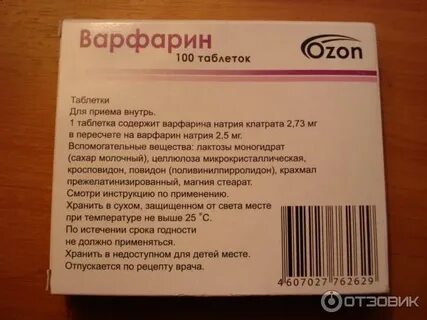 Варфарин
100 таблеток
Ozon
Таблетки
Для приема внутрь.
1 таблетка содержит варфарина натрия клатрата 2,73 мг
в пересчете на варфарин натрия 2,5 мг.
Вспомогательные вещества: лактозы моногидрат
(сахар молочный), целлюлоза микрокристаллическая,
кросповидон, повидон (поливинилпирролидон), крахмал
прежелатинизированный, магния стеарат.
Смотри инструкцию по применению.
Хранить в сухом, защищенном от света месте
при температуре не выше 25 °С.
По истечении срока годности
не должно применяться.
Хранить в недоступном для детей месте.
Отпускается по рецепту врача.
4607027762629
ОТЗОВИК